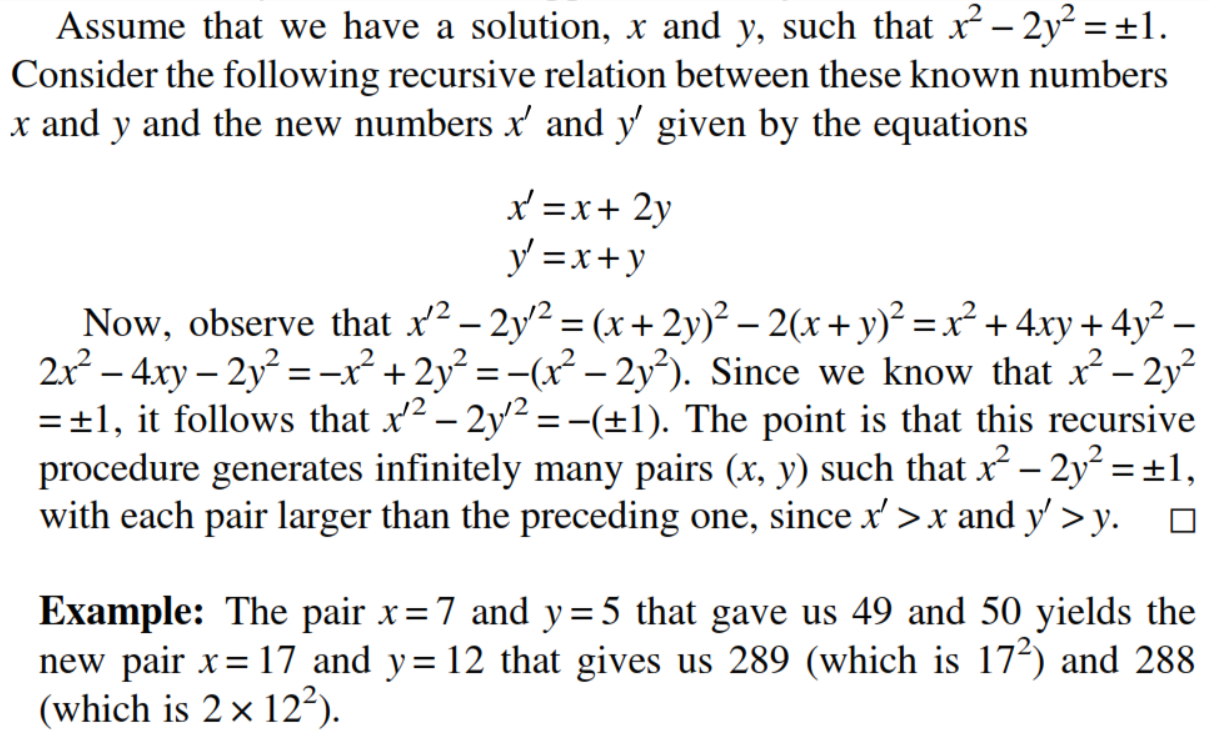 Assume that we have a solution, x and y, such that x² – 2y² = ±1.
Consider the following recursive relation between these known numbers
x and y and the new numbers x′ and y′ given by the equations
x′ = x + 2y
y′ = x + y
Now, observe that x′² – 2y′² = (x + 2y)² – 2(x + y)² = x² + 4xy + 4y² –
2x² – 4xy – 2y² = –x² + 2y² = –(x² – 2y²). Since we know that x² – 2y²
= ±1, it follows that x′² – 2y′² = –(±1). The point is that this recursive
procedure generates infinitely many pairs (x, y) such that x² – 2y² = ±1,
with each pair larger than the preceding one, since x′ > x and y′ > y. □
Example: The pair x = 7 and y = 5 that gave us 49 and 50 yields the
new pair x = 17 and y = 12 that gives us 289 (which is 17²) and 288
(which is 2 × 12²).